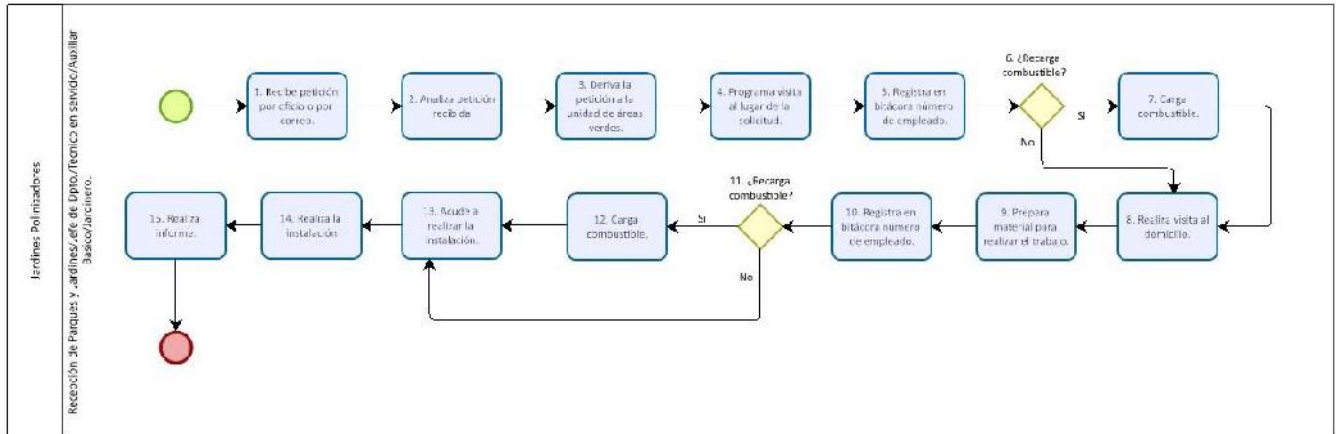 Jardines Polinizadores
Recepción de Parques y Jardines/Jefe de Dpto./Tecnico en servicio/Auxiliar
Basico/Jardinero.
1. Recibe petición
por oficio o por
correo.
2. Analiza petición
recibida
3. Deriva la
petición a la
unidad de áreas
verdes.
4. Programa visita
al lugar de la
solicitud.
5. Registra en
bitácora número
de empleado.
6. ¿Recarga
combustible?
Si
No
7. Carga
combustible.
8. Realiza visita al
domicilio.
9. Prepara
material para
realizar el trabajo.
10. Registra en
bitácora número
de empleado.
11. ¿Recarga
combustible?
Si
No
12. Carga
combustible.
13. Acude a
realizar la
instalación.
14. Realiza la
instalación
15. Realiza
informe.